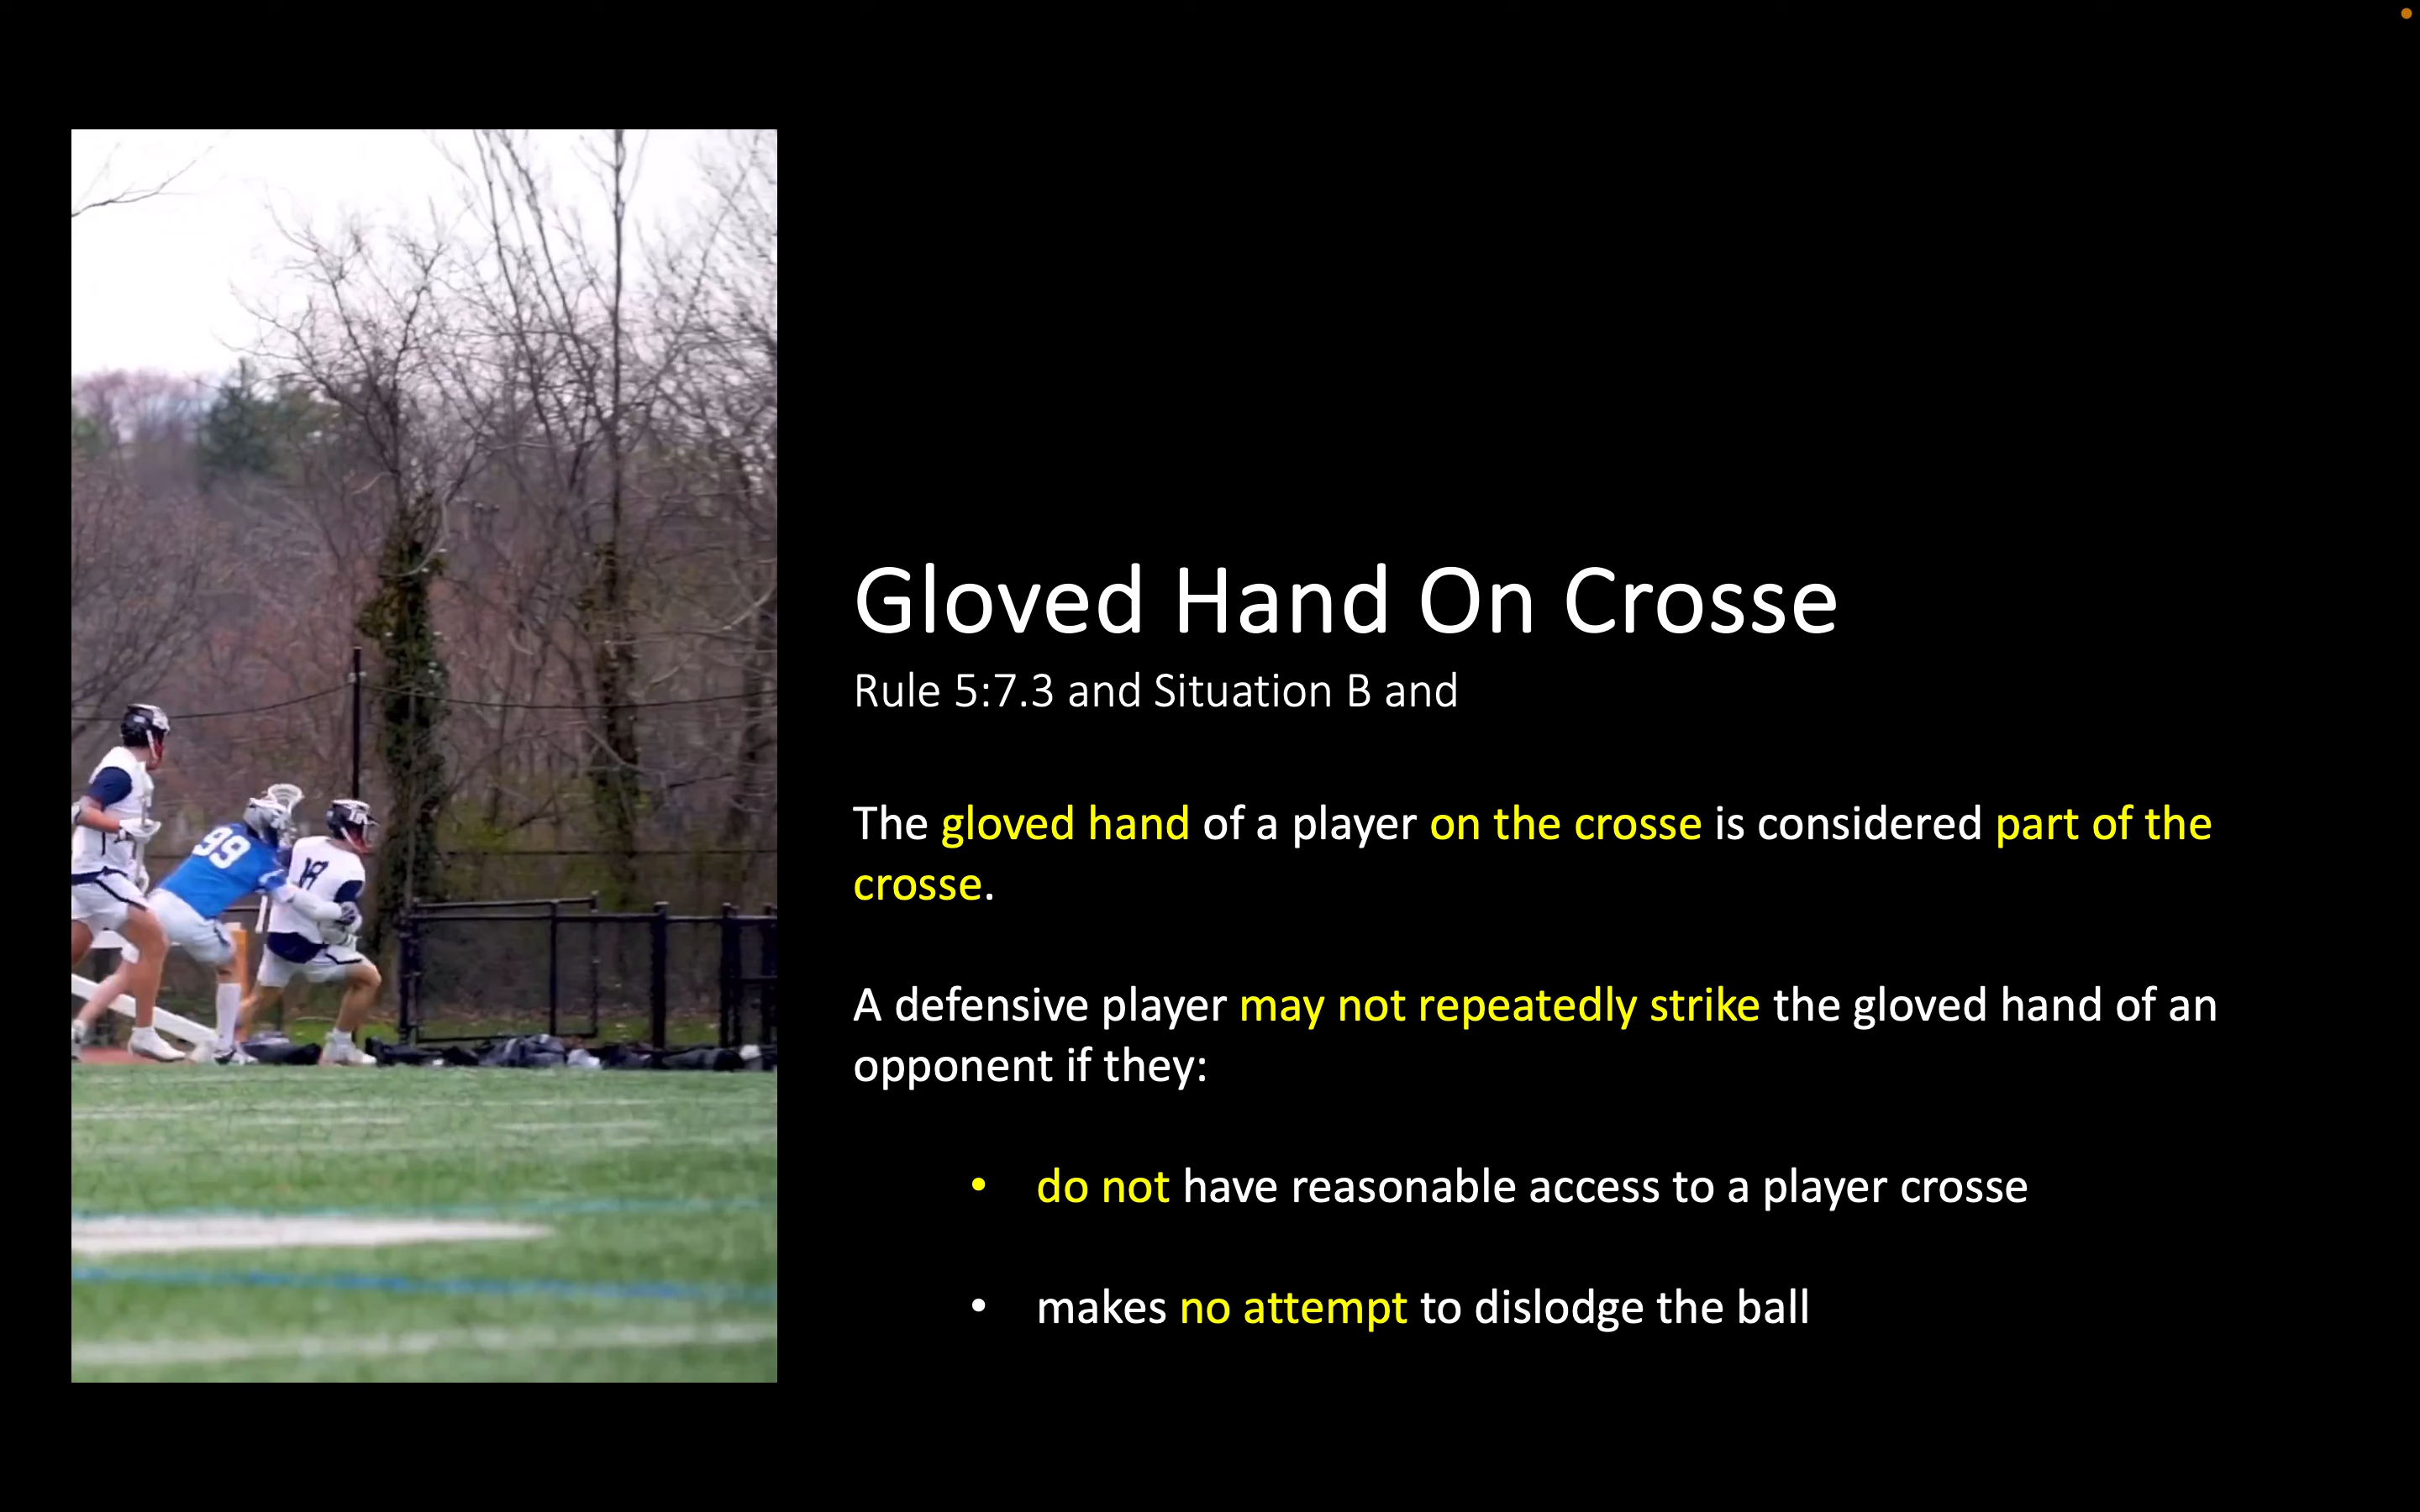 Gloved Hand On Crosse
Rule 5:7.3 and Situation B and
The gloved hand of a player on the crosse is considered part of the
crosse.
A defensive player may not repeatedly strike the gloved hand of an
opponent if they:
• do not have reasonable access to a player crosse
• makes no attempt to dislodge the ball
99